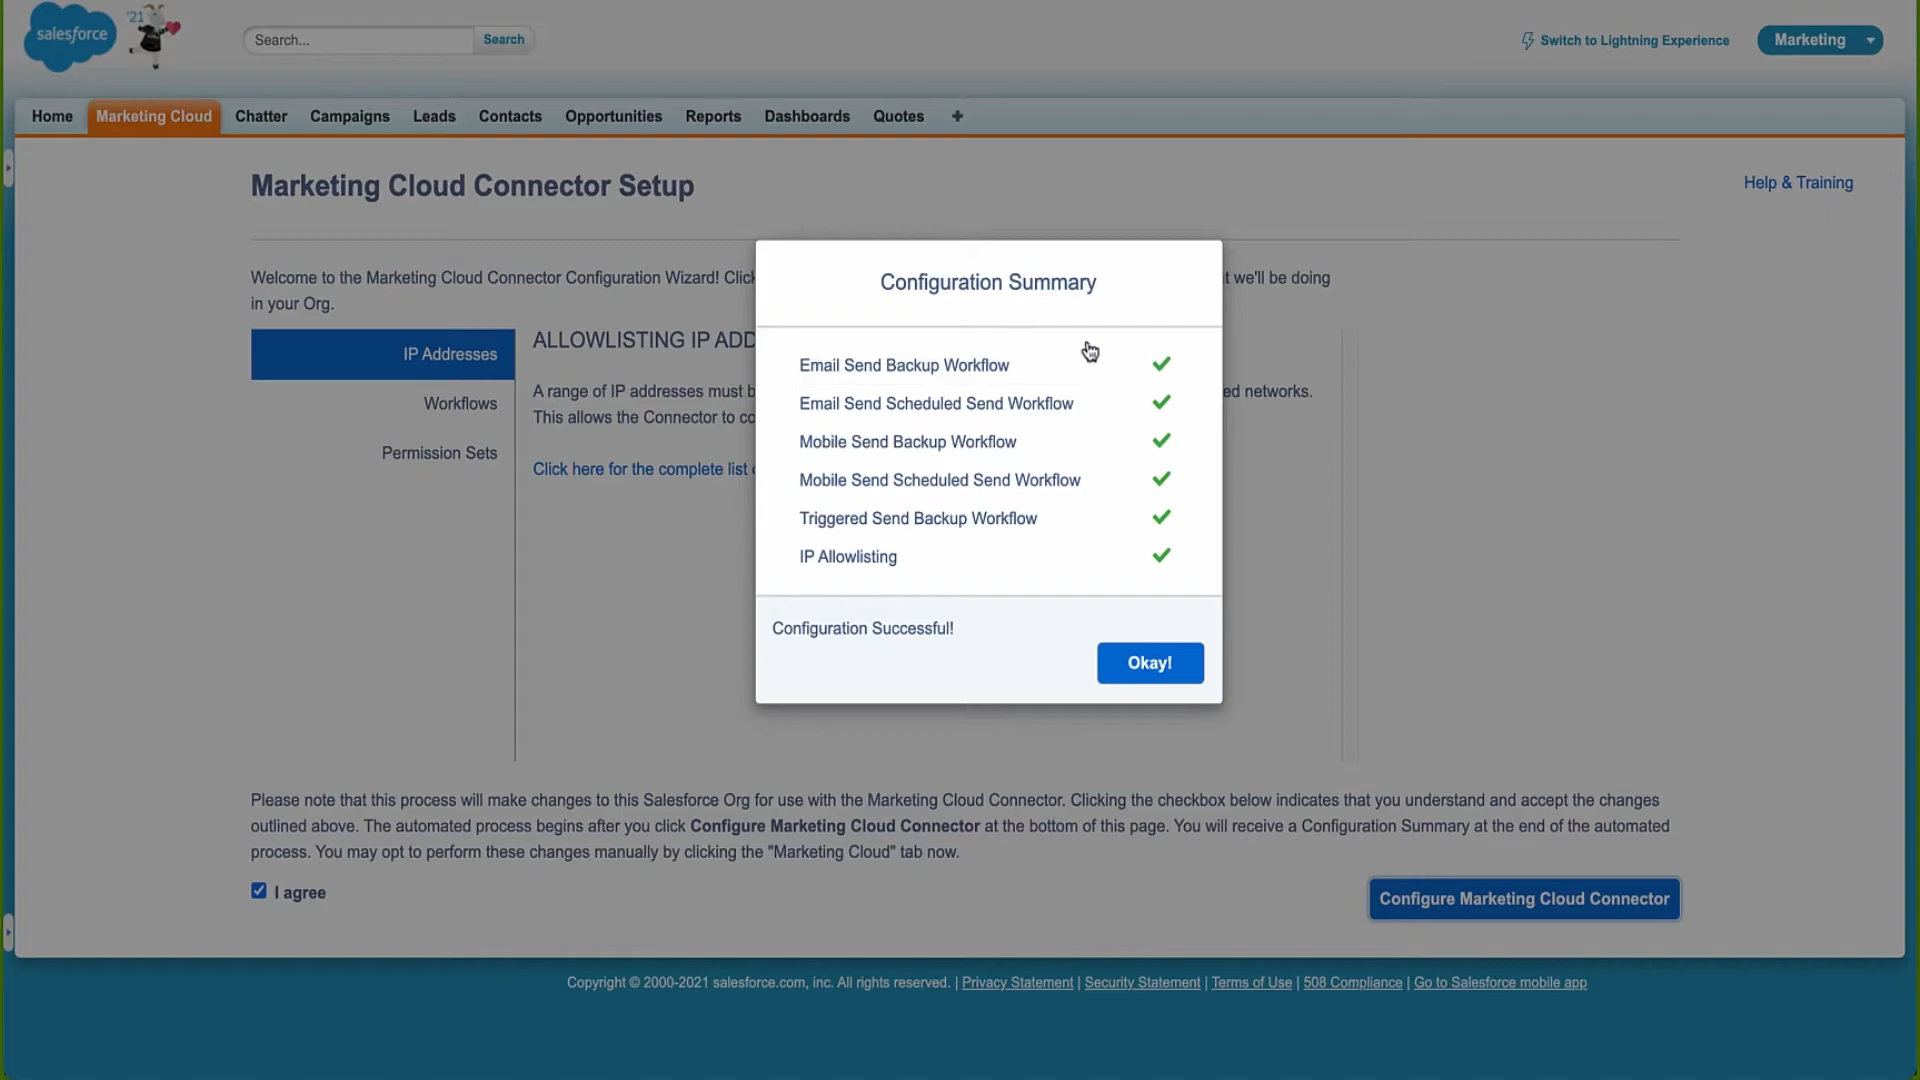 salesforce
'21
Search...
Search
Switch to Lightning Experience
Marketing
Home
Marketing Cloud
Chatter
Campaigns
Leads
Contacts
Opportunities
Reports
Dashboards
Quotes
+
Marketing Cloud Connector Setup
Help & Training
Welcome to the Marketing Cloud Connector Configuration Wizard! Click
t we'll be doing
in your Org.
IP Addresses
Workflows
Permission Sets
ALLOWLISTING IP ADD
A range of IP addresses must b
ed networks.
This allows the Connector to co
Click here for the complete list
Configuration Summary
Email Send Backup Workflow
Email Send Scheduled Send Workflow
Mobile Send Backup Workflow
Mobile Send Scheduled Send Workflow
Triggered Send Backup Workflow
IP Allowlisting
Configuration Successful!
Okay!
Please note that this process will make changes to this Salesforce Org for use with the Marketing Cloud Connector. Clicking the checkbox below indicates that you understand and accept the changes
outlined above. The automated process begins after you click Configure Marketing Cloud Connector at the bottom of this page. You will receive a Configuration Summary at the end of the automated
process. You may opt to perform these changes manually by clicking the "Marketing Cloud" tab now.
I agree
Configure Marketing Cloud Connector
Copyright © 2000-2021 salesforce.com, inc. All rights reserved. | Privacy Statement | Security Statement | Terms of Use | 508 Compliance | Go to Salesforce mobile app